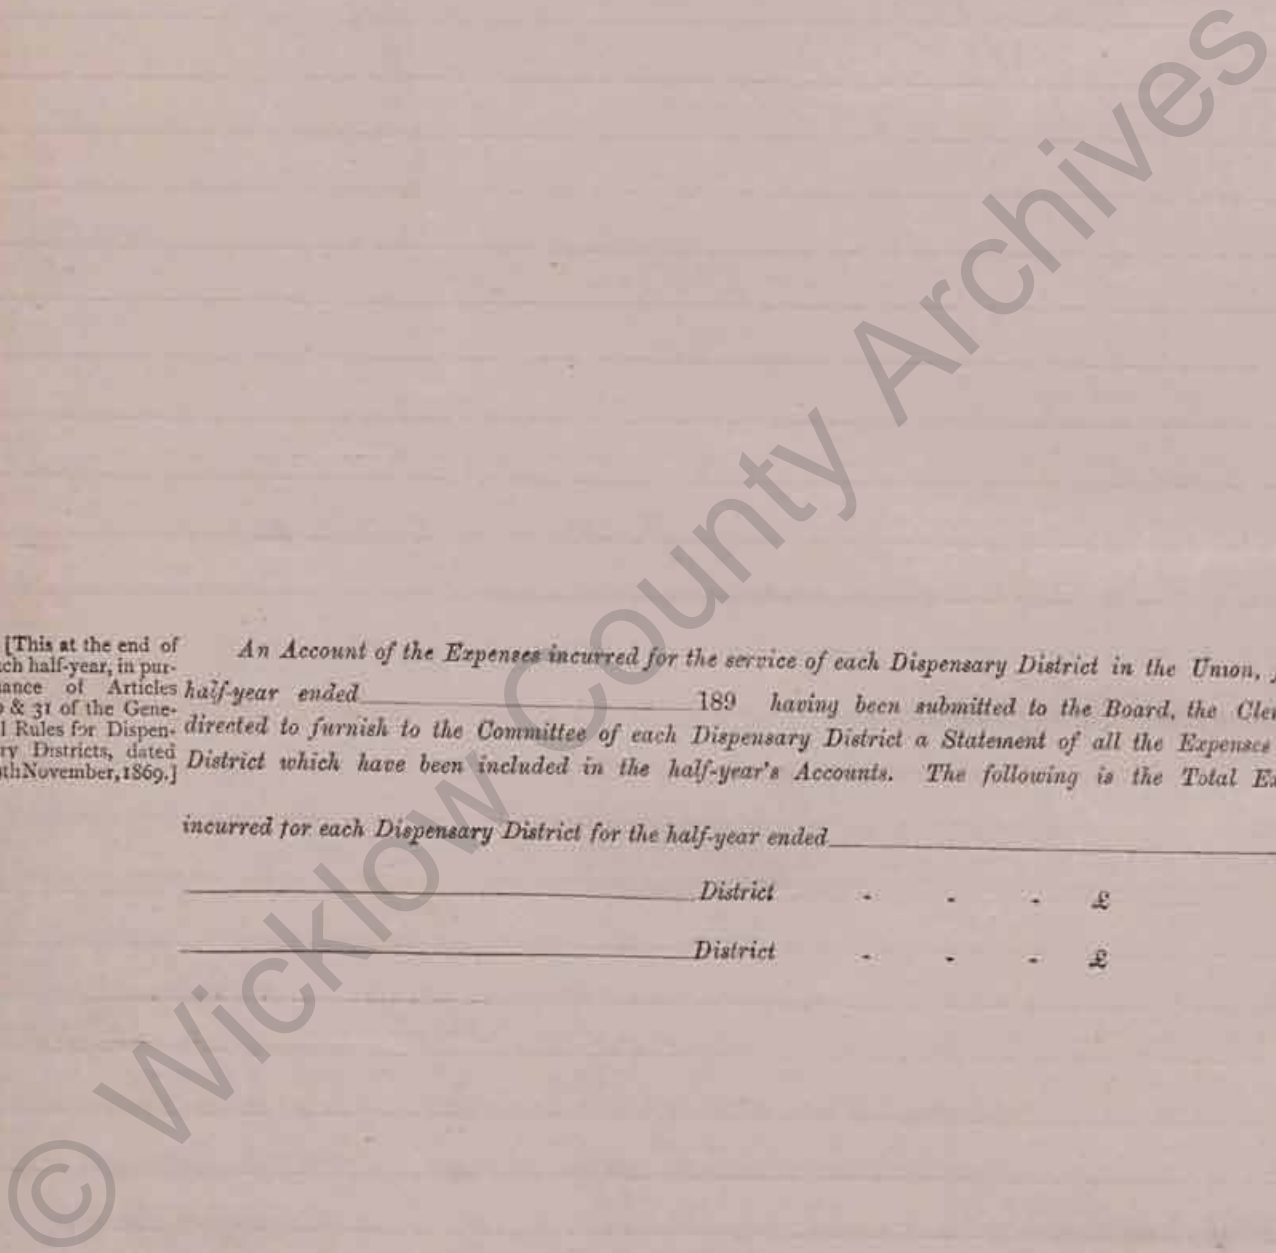 [This at the end of
ch half-year, in pur-
ance of Articles
& 31 of the Gene-
l Rules for Dispen-
ry Districts, dated
thNovember, 1869.]
An Account of the Expenses incurred for the service of each Dispensary District in the Union,
half-year ended 189 having been submitted to the Board, the Cler
directed to furnish to the Committee of each Dispensary District a Statement of all the Expenses
District which have been included in the half-year's Accounts. The following is the Total Ex
incurred for each Dispensary District for the half-year ended
District - - - £
District - - - £
© Wicklow County Archives